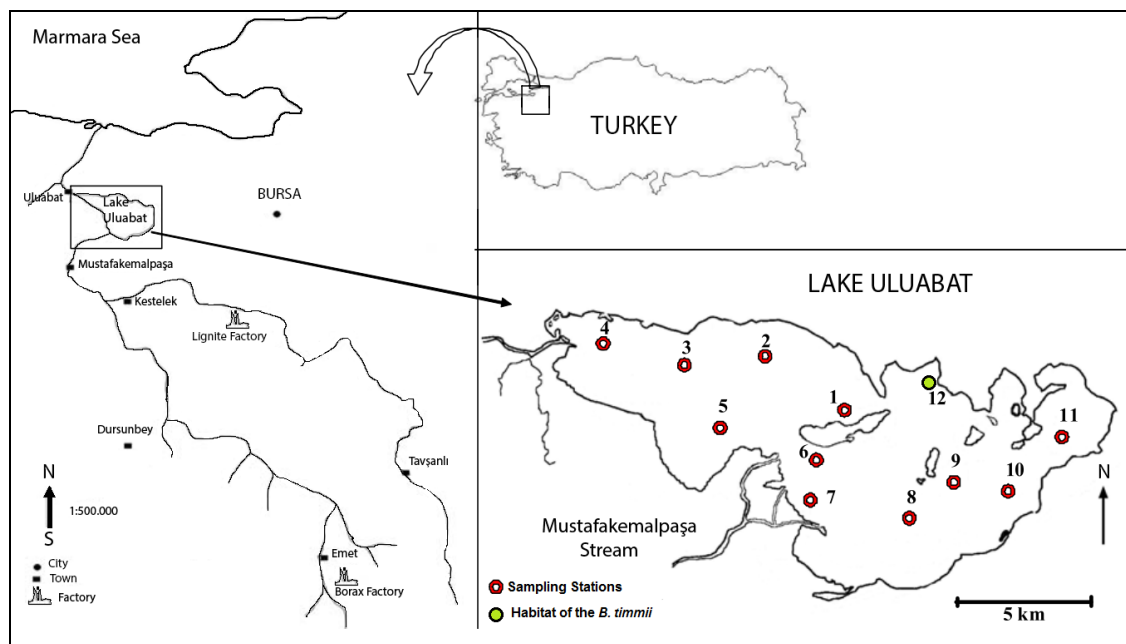 Marmara Sea
Uluabat
Lake
Uluabat
BURSA
Mustafakemalpaşa
Kestelek
Lignite Factory
Dursunbey
Tavşanlı
N
1:500.000
S
City
Town
Factory
Emet
Borax Factory
TURKEY
LAKE ULUABAT
4
3
2
1
12
5
11
6
9
10
7
8
N
Mustafakemalpaşa
Stream
Sampling Stations
Habitat of the B. timmii
5 km